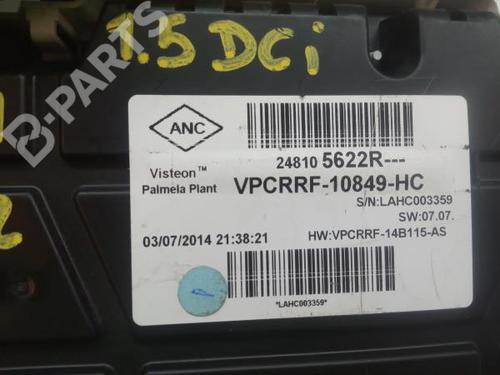 1.5 DCi
B-PARTS
ANC
Visteon™
Palmela Plant
24810 5622R---
VPCRRF-10849-HC
S/N:LAHC003359
SW:07.07.
03/07/2014 21:38:21
HW:VPCRRF-14B115-AS
*LAHC003359*
2